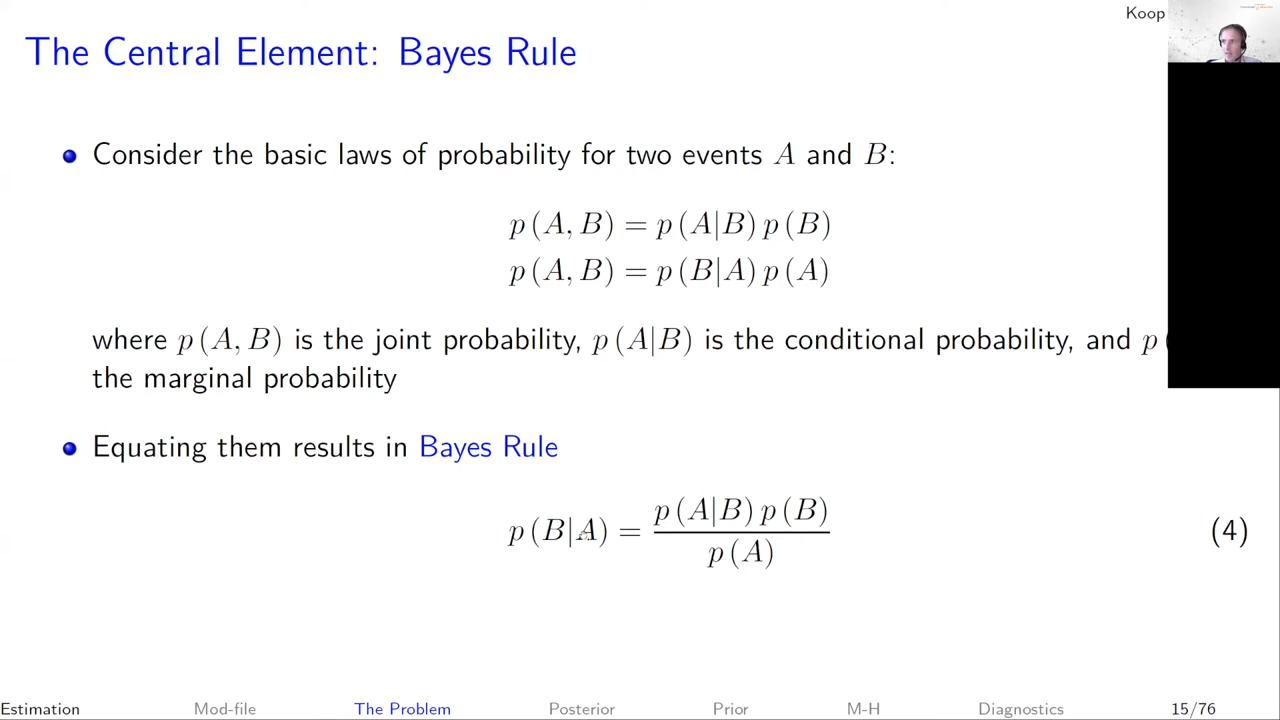 Koop
The Central Element: Bayes Rule
Consider the basic laws of probability for two events A and B:
p (A, B) = p (A|B) p (B)
p (A, B) = p (B|A) p (A)
where p (A, B) is the joint probability, p (A|B) is the conditional probability, and p (
the marginal probability
Equating them results in Bayes Rule
p (B|A) = p (A|B) p (B) / p (A) (4)
Estimation Mod-file The Problem Posterior Prior M-H Diagnostics 15/76